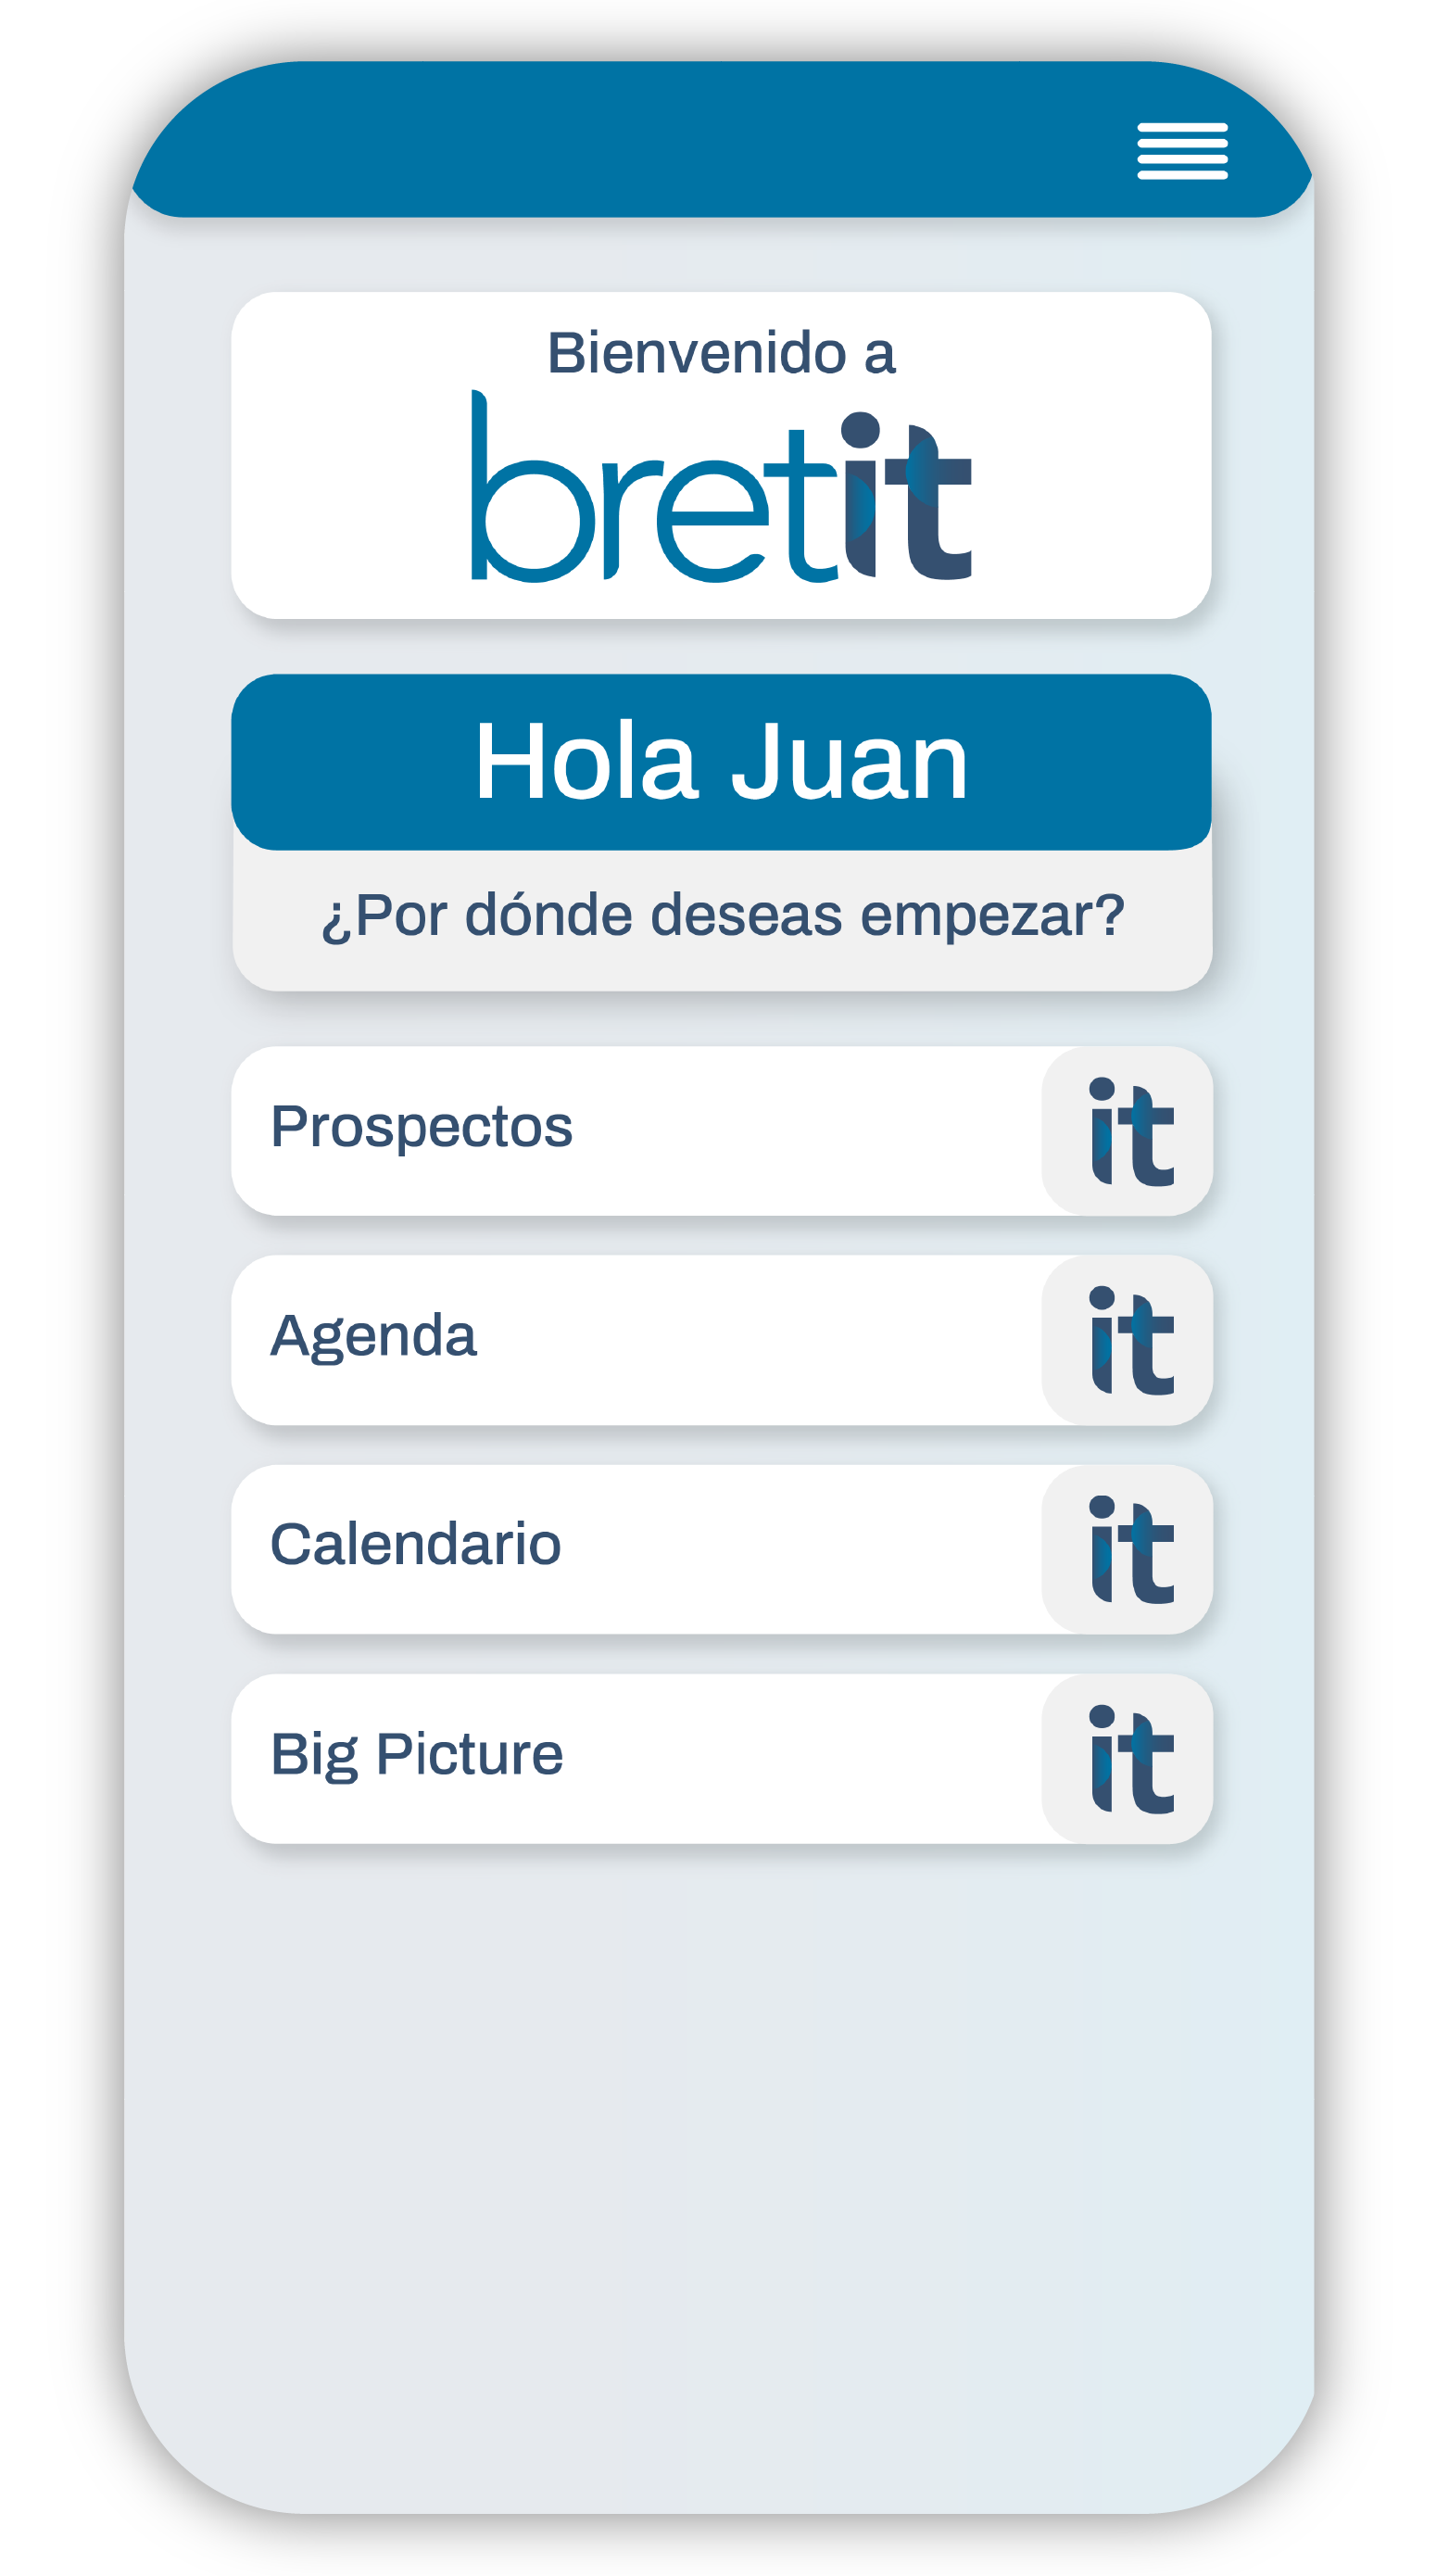 Bienvenido a
bretit
Hola Juan
¿Por dónde deseas empezar?
Prospectos
it
Agenda
it
Calendario
it
Big Picture
it